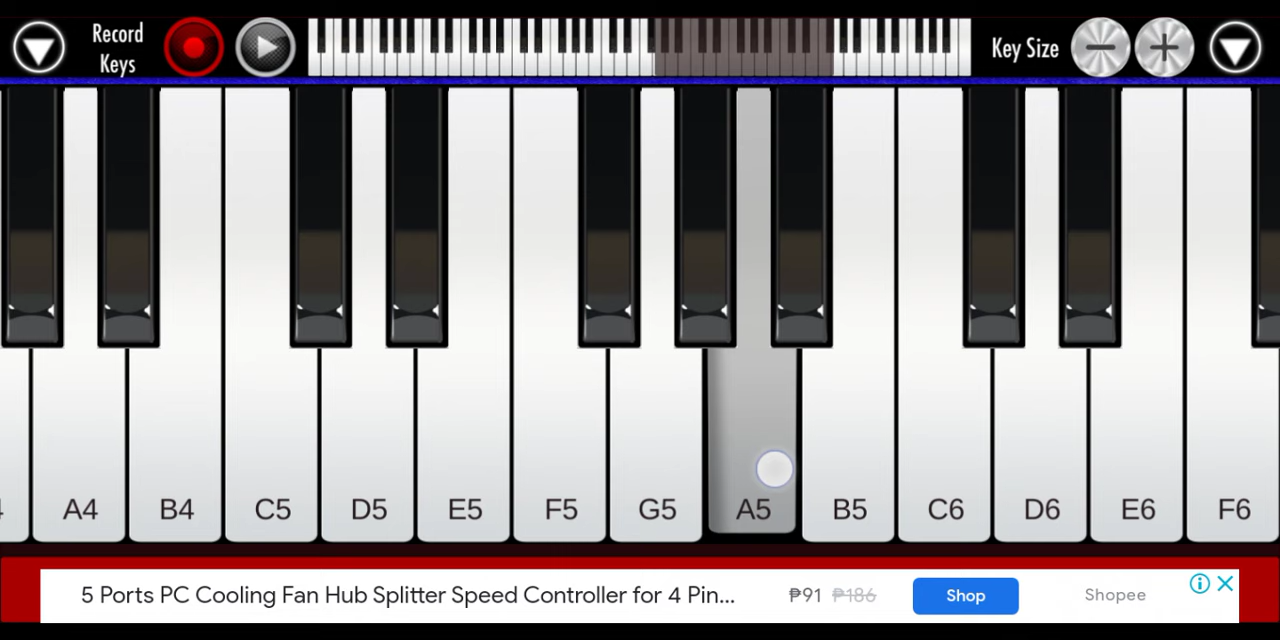 Record
Keys
Key Size
A4 B4 C5 D5 E5 F5 G5 A5 B5 C6 D6 E6 F6
5 Ports PC Cooling Fan Hub Splitter Speed Controller for 4 Pin... ₱91 ₱186 Shop Shopee